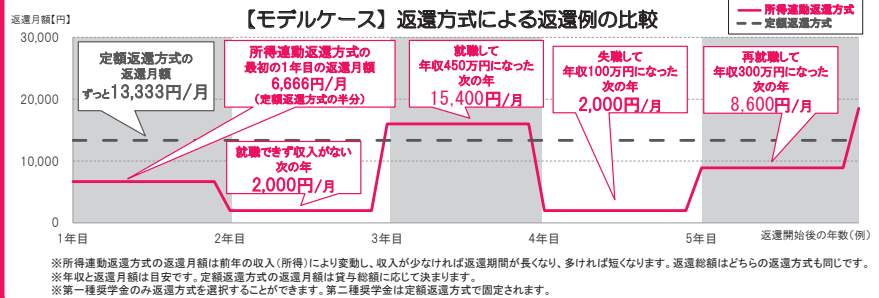 【モデルケース】返還方式による返還例の比較
所得連動返還方式
定額返還方式
返還月額【円】
30,000
20,000
10,000
0
定額返還方式の
返還月額
ずっと13,333円/月
所得連動返還方式の
最初の1年目の返還月額
6,666円/月
(定額返還方式の半分)
就職できず収入がない
次の年
2,000円/月
就職して
年収450万円になった
次の年
15,400円/月
失職して
年収100万円になった
次の年
2,000円/月
再就職して
年収300万円になった
次の年
8,600円/月
1年目
2年目
3年目
4年目
5年目
返還開始後の年数(例)
※所得連動返還方式の返還月額は前年の収入(所得)により変動し、収入が少なければ返還期間が長くなり、多ければ短くなります。返還総額はどちらの返還方式も同じです。
※年収と返還月額は目安です。定額返還方式の返還月額は貸与総額に応じて決まります。
※第一種奨学金のみ返還方式を選択することができます。第二種奨学金は定額返還方式で固定されます。